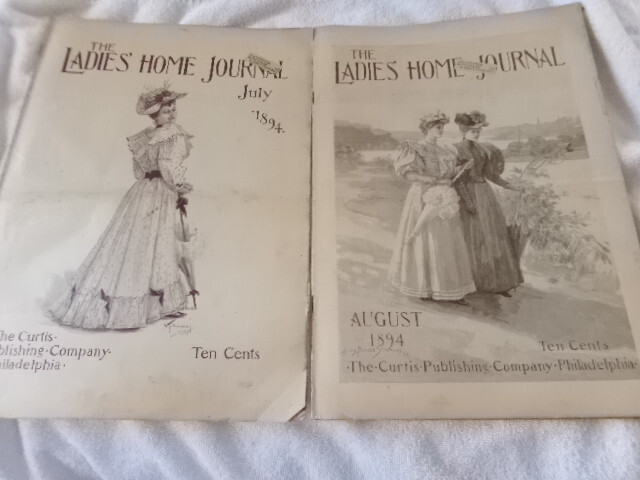 THE
LADIES' HOME JOURNAL
July
1894.
The Curtis·
Publishing·Company·
Philadelphia·
Ten Cents
THE
LADIES' HOME JOURNAL
AUGUST
1894
Ten Cents
·The·Curtis·Publishing·Company·Philadelphia·